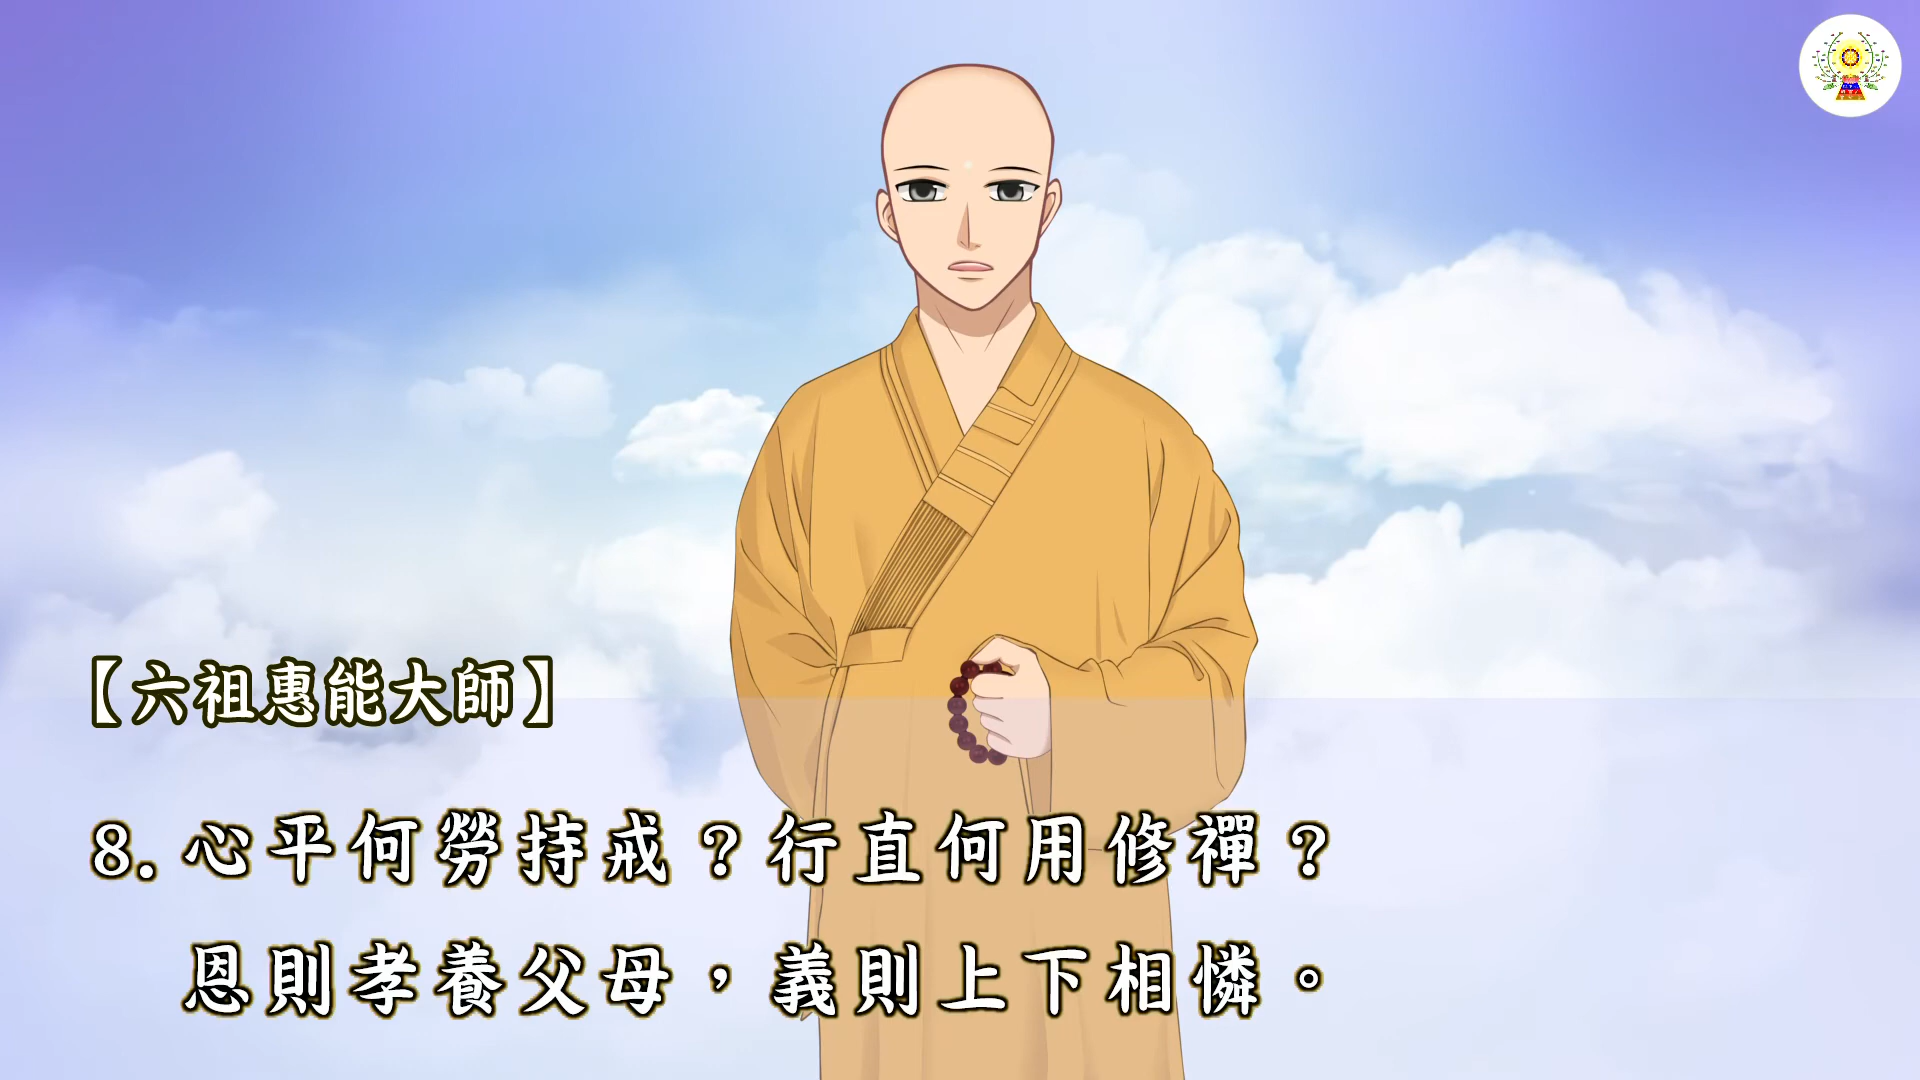 【六祖惠能大師】
8. 心平何勞持戒？行直何用修禪？
恩則孝養父母，義則上下相憐。